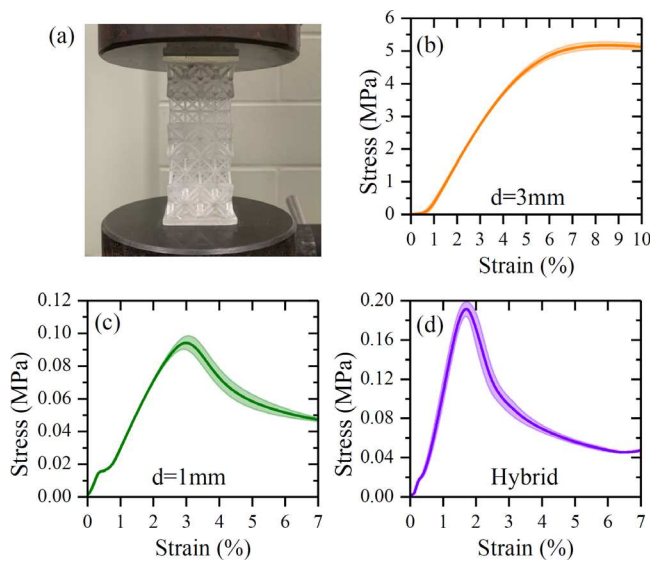 (a)
(b)
6
5
4
3
2
1
0
Stress (MPa)
d=3mm
0 1 2 3 4 5 6 7 8 9 10
Strain (%)
(c)
0.12
0.10
0.08
0.06
0.04
0.02
0.00
Stress (MPa)
d=1mm
0 1 2 3 4 5 6 7
Strain (%)
(d)
0.20
0.16
0.12
0.08
0.04
0.00
Stress (MPa)
Hybrid
0 1 2 3 4 5 6 7
Strain (%)